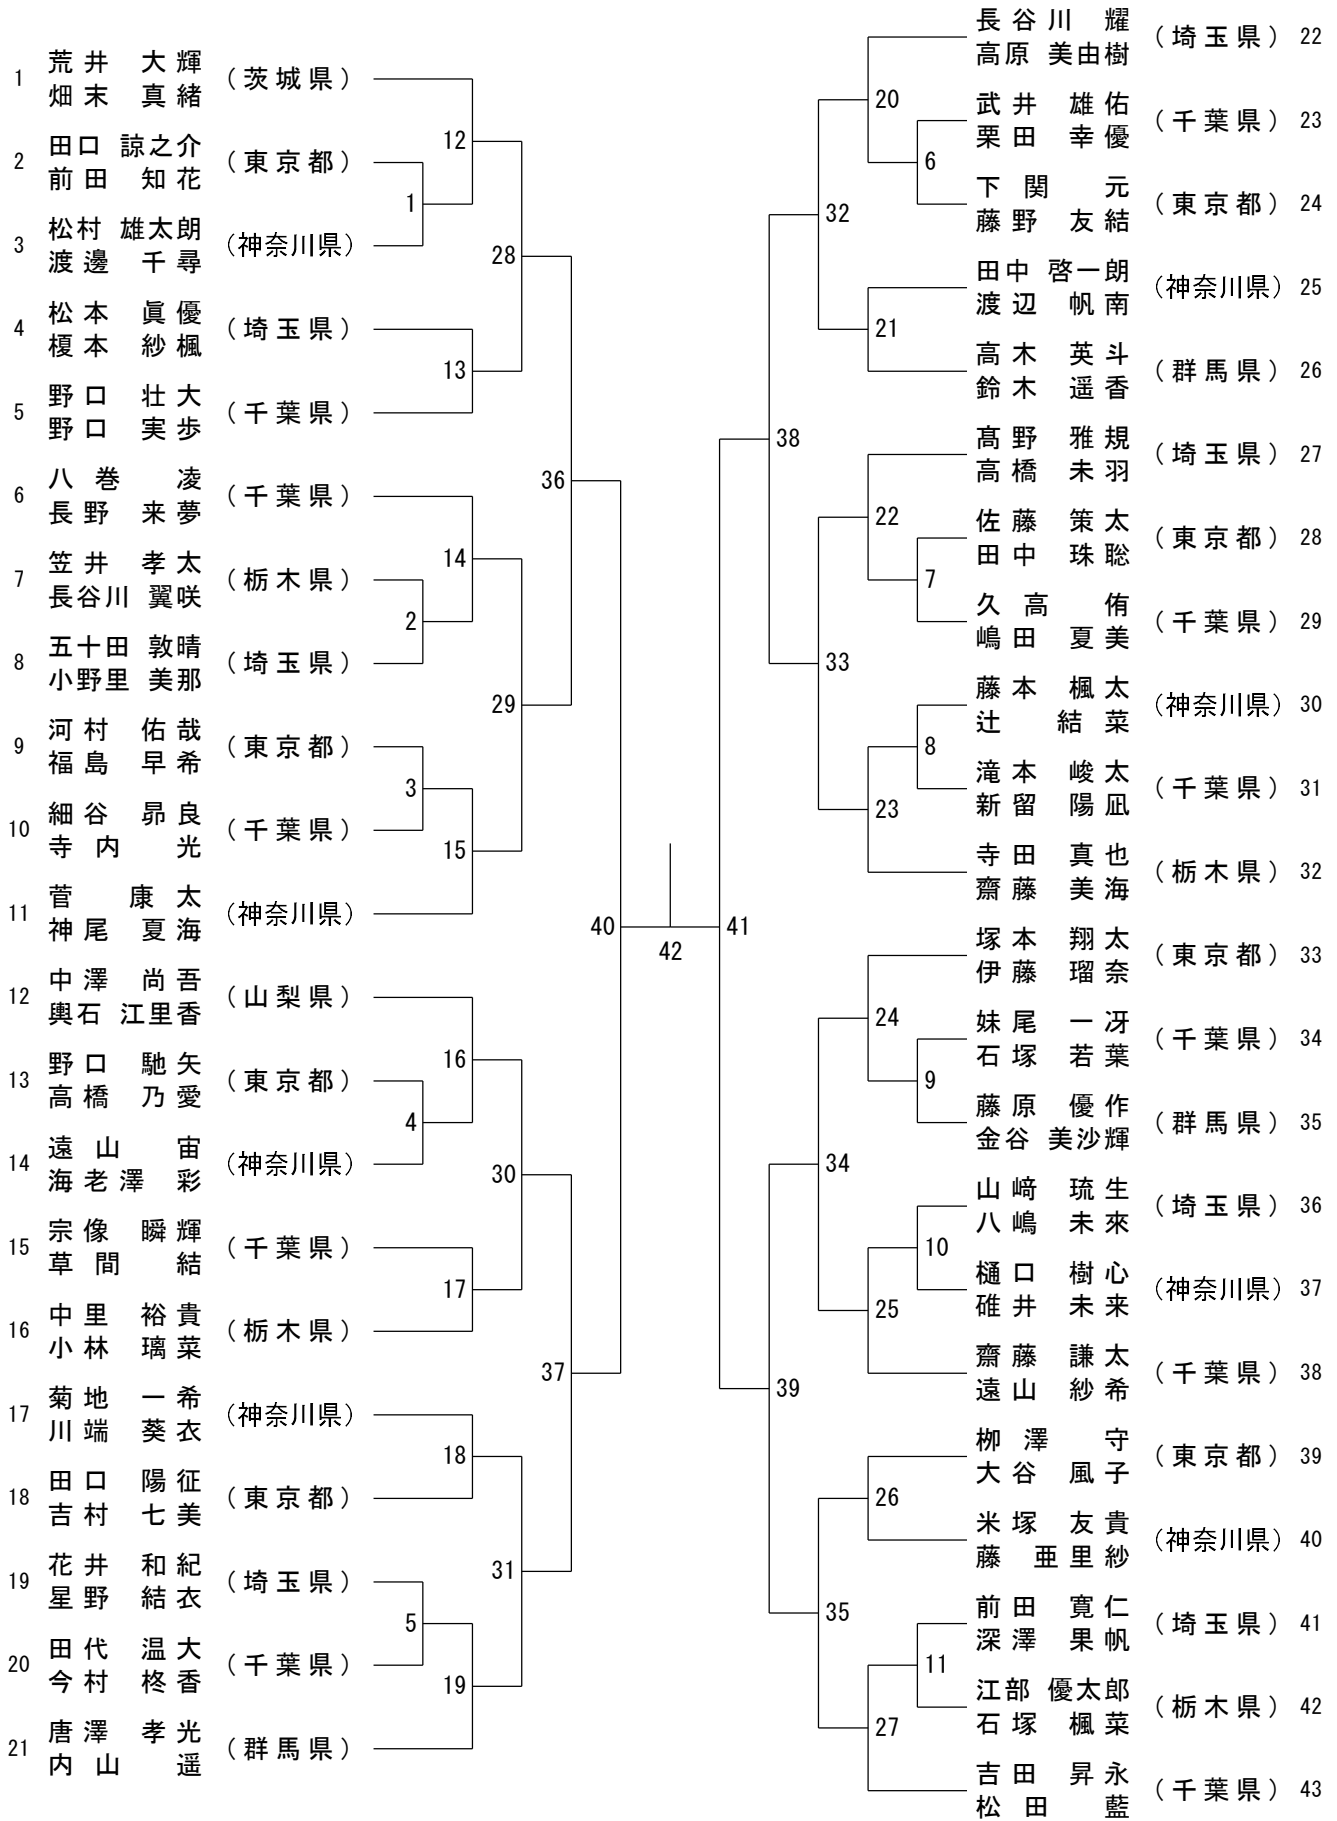 1 荒井 大輝 (茨城県)
畑末 真緒
2 田口 諒之介 (東京都)
前田 知花
3 松村 雄太朗 (神奈川県)
渡邊 千尋
4 松本 眞優 (埼玉県)
榎本 紗楓
5 野口 壮大 (千葉県)
野口 実歩
6 八巻 凌 (千葉県)
長野 来夢
7 笠井 孝太 (栃木県)
長谷川 翼咲
8 五十田 敦晴 (埼玉県)
小野里 美那
9 河村 佑哉 (東京都)
福島 早希
10 細谷 昴良 (千葉県)
寺内 光
11 菅 康太 (神奈川県)
神尾 夏海
12 中澤 尚吾 (山梨県)
輿石 江里香
13 野口 馳矢 (東京都)
高橋 乃愛
14 遠山 宙 (神奈川県)
海老澤 彩
15 宗像 瞬輝 (千葉県)
草間 結
16 中里 裕貴 (栃木県)
小林 璃菜
17 菊地 一希 (神奈川県)
川端 葵衣
18 田口 陽征 (東京都)
吉村 七美
19 花井 和紀 (埼玉県)
星野 結衣
20 田代 温大 (千葉県)
今村 柊香
21 唐澤 孝光 (群馬県)
内山 遥
1
2
3
4
5
12
13
14
15
16
17
18
19
28
29
30
31
36
37
40
42
41
38
39
32
33
34
35
20
21
22
23
24
25
26
27
6
7
8
9
10
11
長谷川 耀 (埼玉県) 22
高原 美由樹
武井 雄佑 (千葉県) 23
栗田 幸優
下関 元 (東京都) 24
藤野 友結
田中 啓一朗 (神奈川県) 25
渡辺 帆南
高木 英斗 (群馬県) 26
鈴木 遥香
髙野 雅規 (埼玉県) 27
高橋 未羽
佐藤 策太 (東京都) 28
田中 珠聡
久高 侑 (千葉県) 29
嶋田 夏美
藤本 楓太 (神奈川県) 30
辻 結菜
滝本 峻太 (千葉県) 31
新留 陽凪
寺田 真也 (栃木県) 32
齋藤 美海
塚本 翔太 (東京都) 33
伊藤 瑠奈
妹尾 一冴 (千葉県) 34
石塚 若葉
藤原 優作 (群馬県) 35
金谷 美沙輝
山﨑 琉生 (埼玉県) 36
八嶋 未來
樋口 樹心 (神奈川県) 37
碓井 未来
齋藤 謙太 (千葉県) 38
遠山 紗希
栁澤 守 (東京都) 39
大谷 風子
米塚 友貴 (神奈川県) 40
藤 亜里紗
前田 寛仁 (埼玉県) 41
深澤 果帆
江部 優太郎 (栃木県) 42
石塚 楓菜
吉田 昇永 (千葉県) 43
松田 藍